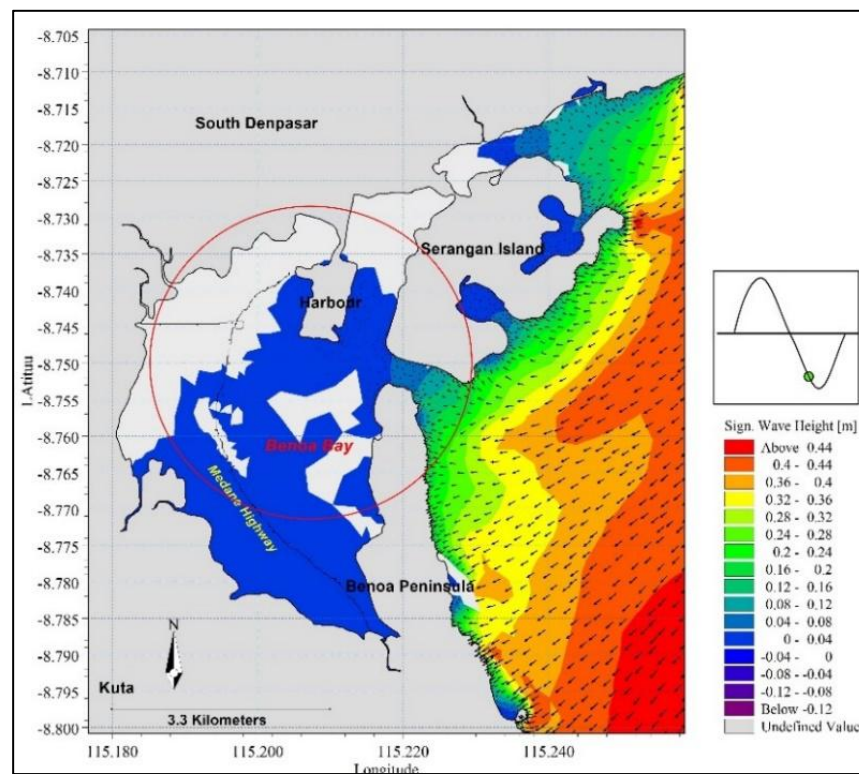 -8.705
-8.710
-8.715
-8.720
-8.725
-8.730
-8.735
-8.740
-8.745
-8.750
-8.755
-8.760
-8.765
-8.770
-8.775
-8.780
-8.785
-8.790
-8.795
-8.800
LAtituu
South Denpasar
Serangan Island
Harbour
Benoa Bay
Medana Highway
Benoa Peninsula
N
Kuta
3.3 Kilometers
115.180 115.200 115.220 115.240
Longitude
Sign. Wave Height [m]
Above 0.44
0.4 - 0.44
0.36 - 0.4
0.32 - 0.36
0.28 - 0.32
0.24 - 0.28
0.2 - 0.24
0.16 - 0.2
0.12 - 0.16
0.08 - 0.12
0.04 - 0.08
0 - 0.04
-0.04 - 0
-0.08 - -0.04
-0.12 - -0.08
Below -0.12
Undefined Value